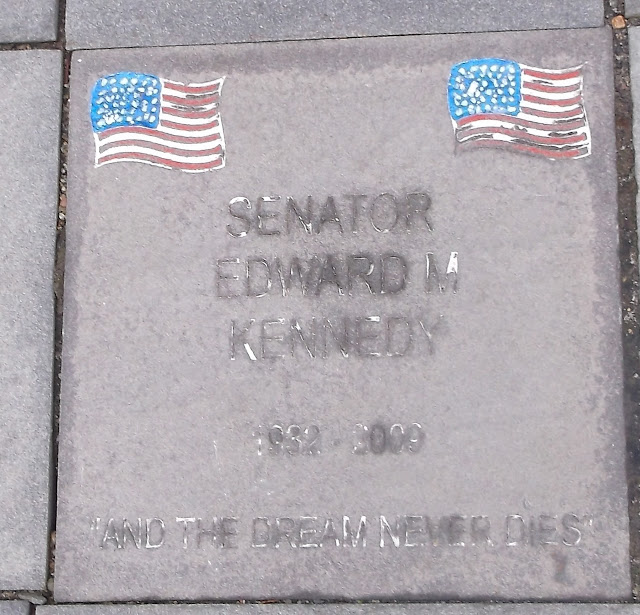 SENATOR
EDWARD M
KENNEDY
1932 - 2009
"AND THE DREAM NEVER DIES"